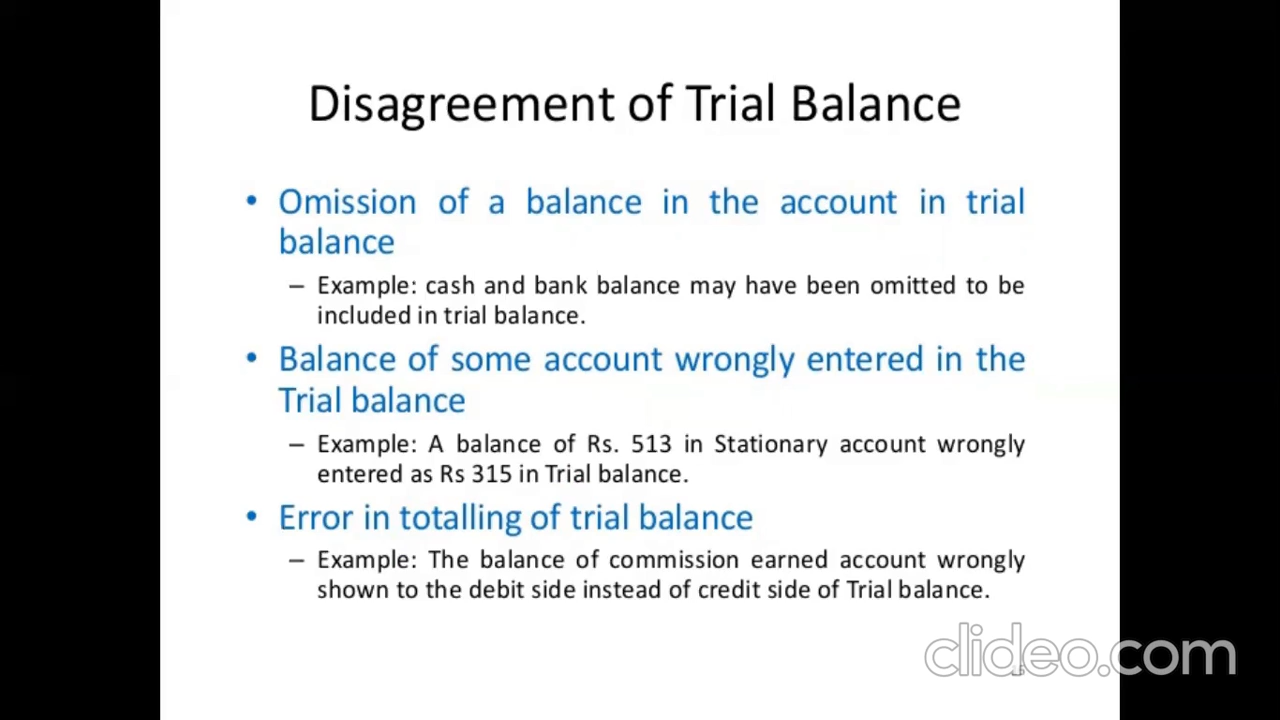 Disagreement of Trial Balance
• Omission of a balance in the account in trial
balance
– Example: cash and bank balance may have been omitted to be
included in trial balance.
• Balance of some account wrongly entered in the
Trial balance
– Example: A balance of Rs. 513 in Stationary account wrongly
entered as Rs 315 in Trial balance.
• Error in totalling of trial balance
– Example: The balance of commission earned account wrongly
shown to the debit side instead of credit side of Trial balance.
clideo.com